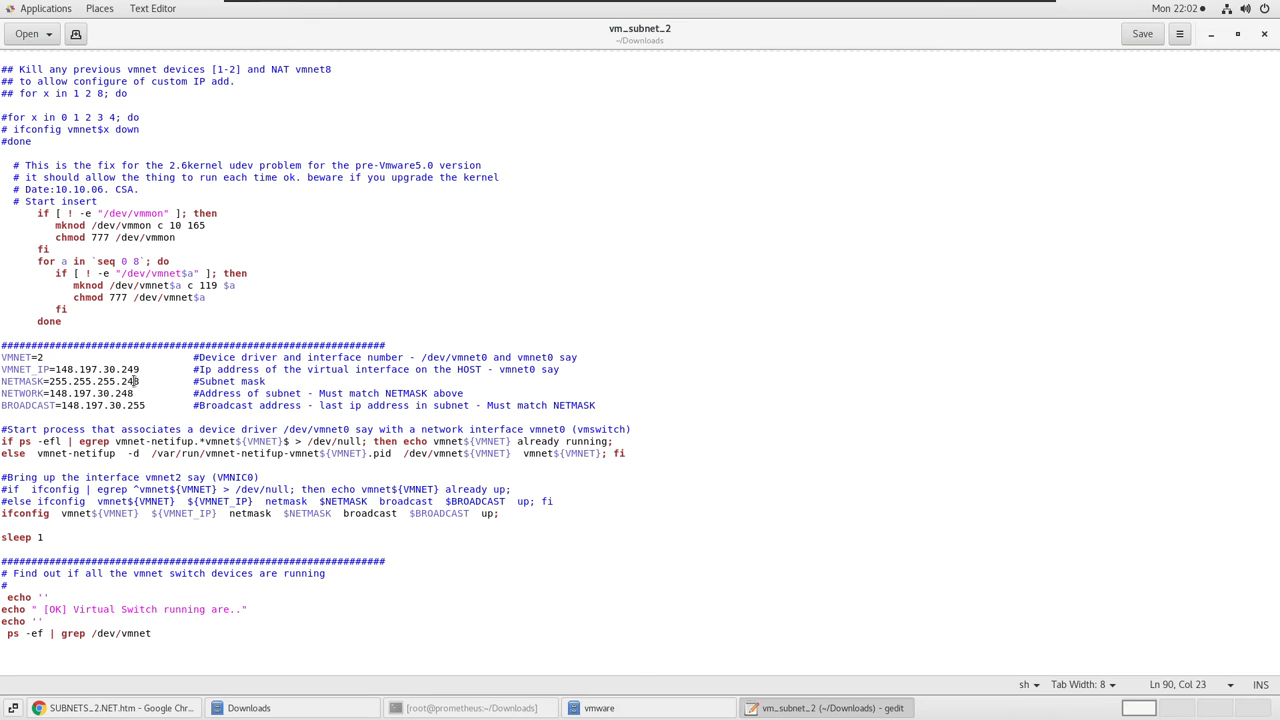 Applications Places Text Editor Mon 22:02
Open vm_subnet_2 Save
~/Downloads
## Kill any previous vmnet devices [1-2] and NAT vmnet8
## to allow configure of custom IP add.
## for x in 1 2 8; do
#for x in 0 1 2 3 4; do
# ifconfig vmnet$x down
#done
# This is the fix for the 2.6kernel udev problem for the pre-Vmware5.0 version
# it should allow the thing to run each time ok. beware if you upgrade the kernel
# Date:10.10.06. CSA.
# Start insert
if [ ! -e "/dev/vmmon" ]; then
mknod /dev/vmmon c 10 165
chmod 777 /dev/vmmon
fi
for a in `seq 0 8`; do
if [ ! -e "/dev/vmnet$a" ]; then
mknod /dev/vmnet$a c 119 $a
chmod 777 /dev/vmnet$a
fi
done
################################################################
VMNET=2 #Device driver and interface number - /dev/vmnet0 and vmnet0 say
VMNET_IP=148.197.30.249 #Ip address of the virtual interface on the HOST - vmnet0 say
NETMASK=255.255.255.248 #Subnet mask
NETWORK=148.197.30.248 #Address of subnet - Must match NETMASK above
BROADCAST=148.197.30.255 #Broadcast address - last ip address in subnet - Must match NETMASK
#Start process that associates a device driver /dev/vmnet0 say with a network interface vmnet0 (vmswitch)
if ps -efl | egrep vmnet-netifup.*vmnet${VMNET}$ > /dev/null; then echo vmnet${VMNET} already running;
else vmnet-netifup -d /var/run/vmnet-netifup-vmnet${VMNET}.pid /dev/vmnet${VMNET} vmnet${VMNET}; fi
#Bring up the interface vmnet2 say (VMNIC0)
#if ifconfig | egrep ^vmnet${VMNET} > /dev/null; then echo vmnet${VMNET} already up;
#else ifconfig vmnet${VMNET} ${VMNET_IP} netmask $NETMASK broadcast $BROADCAST up; fi
ifconfig vmnet${VMNET} ${VMNET_IP} netmask $NETMASK broadcast $BROADCAST up;
sleep 1
################################################################
# Find out if all the vmnet switch devices are running
#
echo ''
echo " [OK] Virtual Switch running are.."
echo ''
ps -ef | grep /dev/vmnet
sh Tab Width: 8 Ln 90, Col 23 INS
SUBNETS_2.NET.htm - Google Chr... Downloads [root@prometheus:~/Downloads] vmware vm_subnet_2 (~/Downloads) - gedit